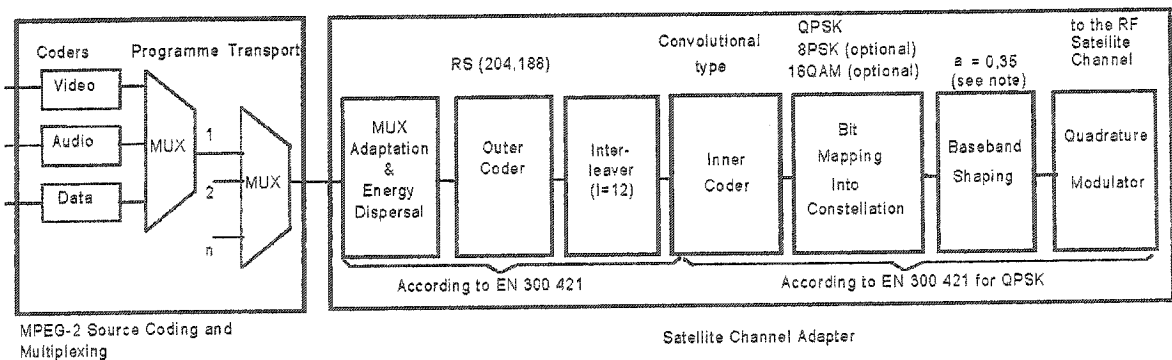 Coders
Programme
Transport
Video
Audio
Data
MUX
1
2
n
MUX
MPEG-2 Source Coding and
Multiplexing
RS (204,188)
Convolutional
type
QPSK
8PSK (optional)
16QAM (optional)
a = 0,35
(see note)
to the RF
Satellite
Channel
MUX
Adaptation
&
Energy
Dispersal
Outer
Coder
Inter-
leaver
(I=12)
Inner
Coder
Bit
Mapping
Into
Constellation
Baseband
Shaping
Quadrature
Modulator
According to EN 300 421
According to EN 300 421 for QPSK
Satellite Channel Adapter